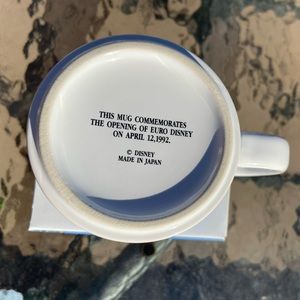 THIS MUG COMMEMORATES
THE OPENING OF EURO DISNEY
ON APRIL 12,1992.
© DISNEY
MADE IN JAPAN